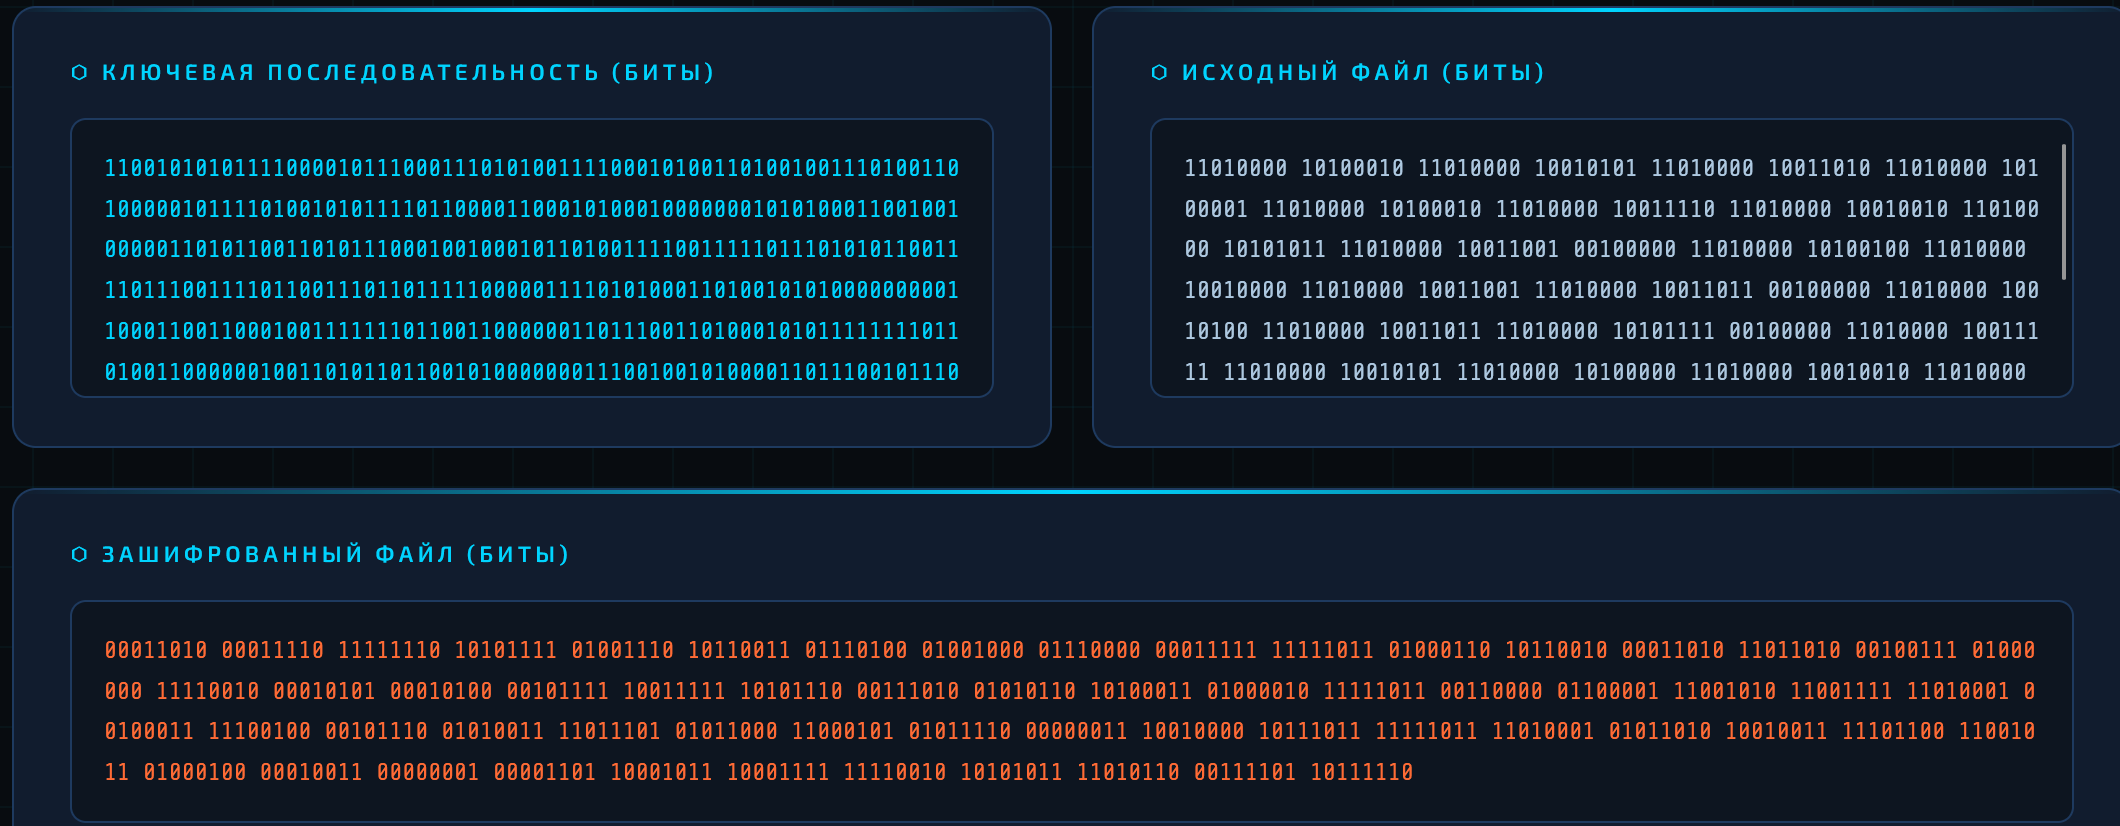 ⬡ КЛЮЧЕВАЯ ПОСЛЕДОВАТЕЛЬНОСТЬ (БИТЫ)
110010101011110000101110001110101001111000101001101001001110100110
100000101111010010101111011000011000101000100000001010100011001001
000001101011001101011100010010001011010011110011111011101010110011
110111001111011001110110111110000011110101000110100101010000000001
100011001100010011111110110011000000110111001101000101011111111011
010011000000100110101101100101000000011100100101000011011100101110
⬡ ИСХОДНЫЙ ФАЙЛ (БИТЫ)
11010000 10100010 11010000 10010101 11010000 10011010 11010000 101
00001 11010000 10100010 11010000 10011110 11010000 10010010 110100
00 10101011 11010000 10011001 00100000 11010000 10100100 11010000
10010000 11010000 10011001 11010000 10011011 00100000 11010000 100
10100 11010000 10011011 11010000 10101111 00100000 11010000 100111
11 11010000 10010101 11010000 10100000 11010000 10010010 11010000
⬡ ЗАШИФРОВАННЫЙ ФАЙЛ (БИТЫ)
00011010 00011110 11111110 10101111 01001110 10110011 01110100 01001000 01110000 00011111 11111011 01000110 10110010 00011010 11011010 00100111 01000
000 11110010 00010101 00010100 00101111 10011111 10101110 00111010 01010110 10100011 01000010 11111011 00110000 01100001 11001010 11001111 11010001 0
0100011 11100100 00101110 01010011 11011101 01011000 11000101 01011110 00000011 10010000 10111011 11111011 11010001 01011010 10010011 11101100 110010
11 01000100 00010011 00000001 00001101 10001011 10001111 11110010 10101011 11010110 00111101 10111110